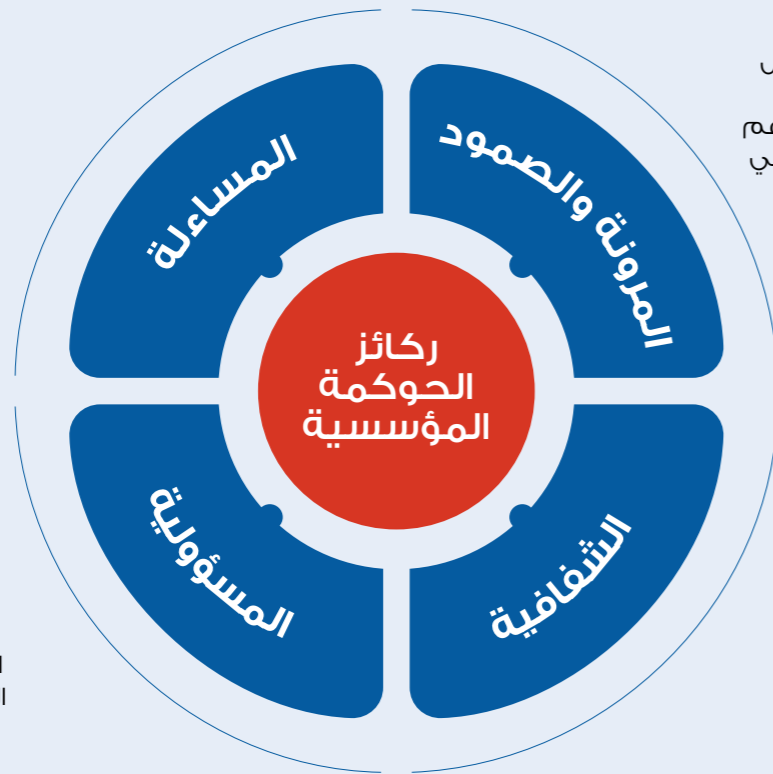 المرونة والصمود
المساءلة
ركائز
الحوكمة
المؤسسية
الشفافية
المسؤولية